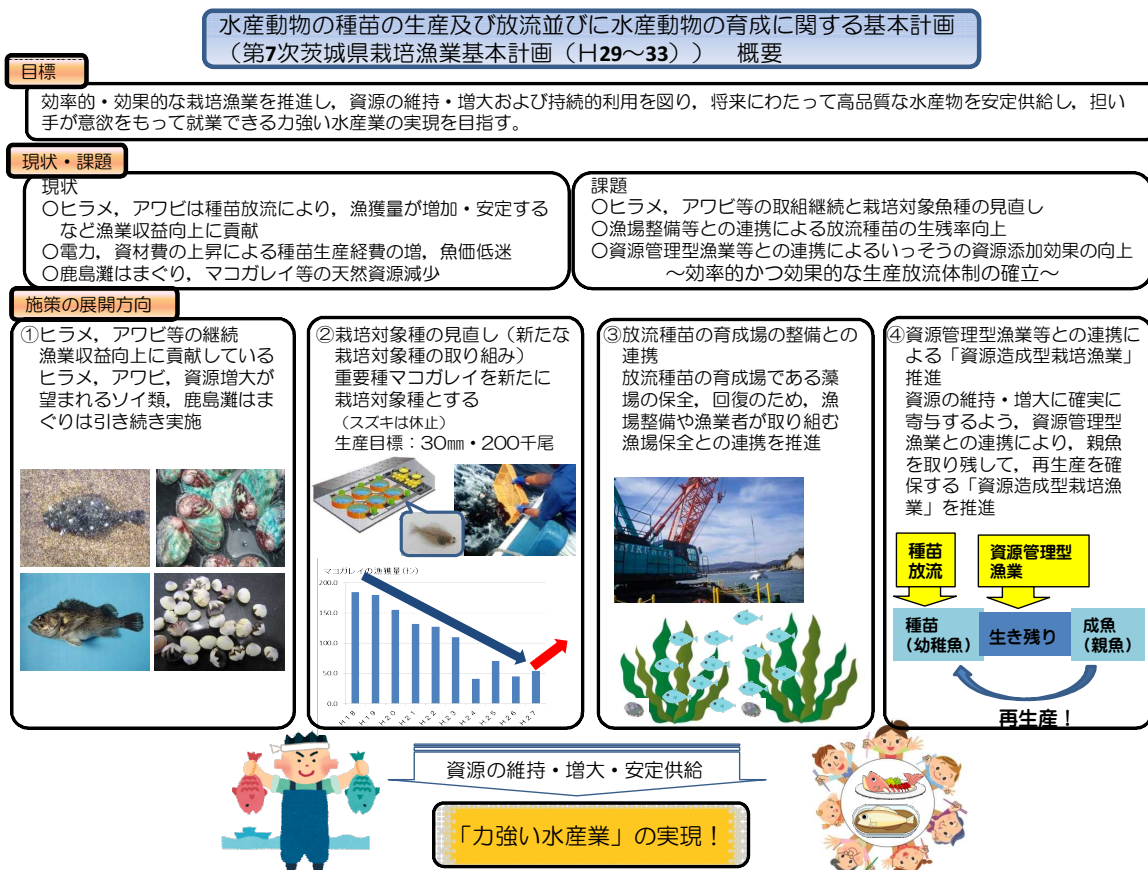 水産動物の種苗の生産及び放流並びに水産動物の育成に関する基本計画
(第7次茨城県栽培漁業基本計画(H29~33)) 概要
目標
効率的・効果的な栽培漁業を推進し,資源の維持・増大および持続的利用を図り,将来にわたって高品質な水産物を安定供給し,担い
手が意欲をもって就業できる力強い水産業の実現を目指す。
現状・課題
現状
○ヒラメ,アワビは種苗放流により,漁獲量が増加・安定する
など漁業収益向上に貢献
○電力,資材費の上昇による種苗生産経費の増,魚価低迷
○鹿島灘はまぐり,マコガレイ等の天然資源減少
課題
○ヒラメ,アワビ等の取組継続と栽培対象魚種の見直し
○漁場整備等との連携による放流種苗の生残率向上
○資源管理型漁業等との連携によるいっそうの資源添加効果の向上
~効率的かつ効果的な生産放流体制の確立~
施策の展開方向
①ヒラメ,アワビ等の継続
漁業収益向上に貢献している
ヒラメ,アワビ,資源増大が
望まれるソイ類,鹿島灘はま
ぐりは引き続き実施
②栽培対象種の見直し(新たな
栽培対象種の取り組み)
重要種マコガレイを新たに
栽培対象種とする
(スズキは休止)
生産目標:30㎜・200千尾
マコガレイの漁獲量(トン)
200.0
150.0
100.0
50.0
0.0
H18
H19
H20
H21
H22
H23
H24
H25
H26
H27
③放流種苗の育成場の整備との
連携
放流種苗の育成場である藻
場の保全,回復のため,漁
場整備や漁業者が取り組む
漁場保全との連携を推進
④資源管理型漁業等との連携に
よる「資源造成型栽培漁業」
推進
資源の維持・増大に確実に
寄与するよう,資源管理型
漁業との連携により,親魚
を取り残して,再生産を確
保する「資源造成型栽培漁
業」を推進
種苗
放流
資源管理型
漁業
種苗
(幼稚魚)
生き残り
成魚
(親魚)
再生産!
資源の維持・増大・安定供給
「力強い水産業」の実現!